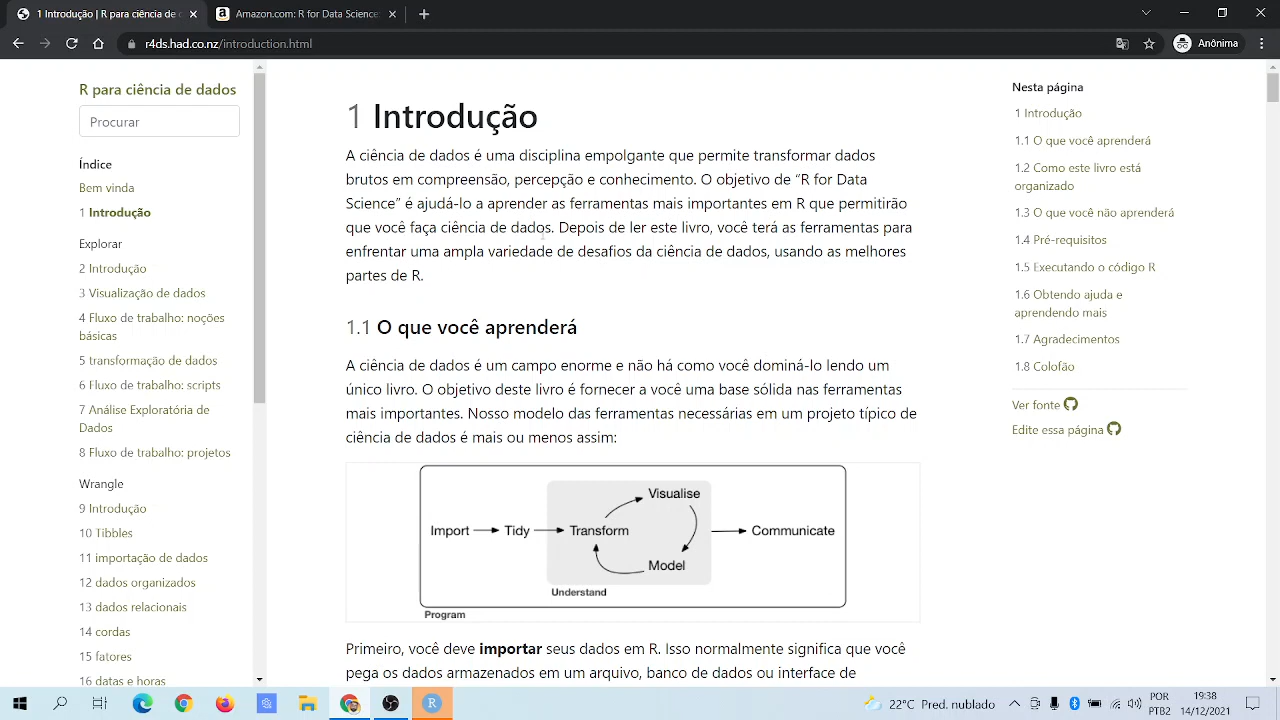 1 Introdução | R para ciência de
Amazon.com: R for Data Science:
r4ds.had.co.nz/introduction.html
Anônima
R para ciência de dados
Procurar
Índice
Bem vinda
1 Introdução
Explorar
2 Introdução
3 Visualização de dados
4 Fluxo de trabalho: noções
básicas
5 transformação de dados
6 Fluxo de trabalho: scripts
7 Análise Exploratória de
Dados
8 Fluxo de trabalho: projetos
Wrangle
9 Introdução
10 Tibbles
11 importação de dados
12 dados organizados
13 dados relacionais
14 cordas
15 fatores
16 datas e horas
1 Introdução
A ciência de dados é uma disciplina empolgante que permite transformar dados
brutos em compreensão, percepção e conhecimento. O objetivo de “R for Data
Science” é ajudá-lo a aprender as ferramentas mais importantes em R que permitirão
que você faça ciência de dados. Depois de ler este livro, você terá as ferramentas para
enfrentar uma ampla variedade de desafios da ciência de dados, usando as melhores
partes de R.
1.1 O que você aprenderá
A ciência de dados é um campo enorme e não há como você dominá-lo lendo um
único livro. O objetivo deste livro é fornecer a você uma base sólida nas ferramentas
mais importantes. Nosso modelo das ferramentas necessárias em um projeto típico de
ciência de dados é mais ou menos assim:
Visualise
Import
Tidy
Transform
Communicate
Model
Understand
Program
Primeiro, você deve importar seus dados em R. Isso normalmente significa que você
pega os dados armazenados em um arquivo, banco de dados ou interface de
Nesta página
1 Introdução
1.1 O que você aprenderá
1.2 Como este livro está
organizado
1.3 O que você não aprenderá
1.4 Pré-requisitos
1.5 Executando o código R
1.6 Obtendo ajuda e
aprendendo mais
1.7 Agradecimentos
1.8 Colofão
Ver fonte
Edite essa página
22°C Pred. nublado
POR
PTB2
19:38
14/12/2021